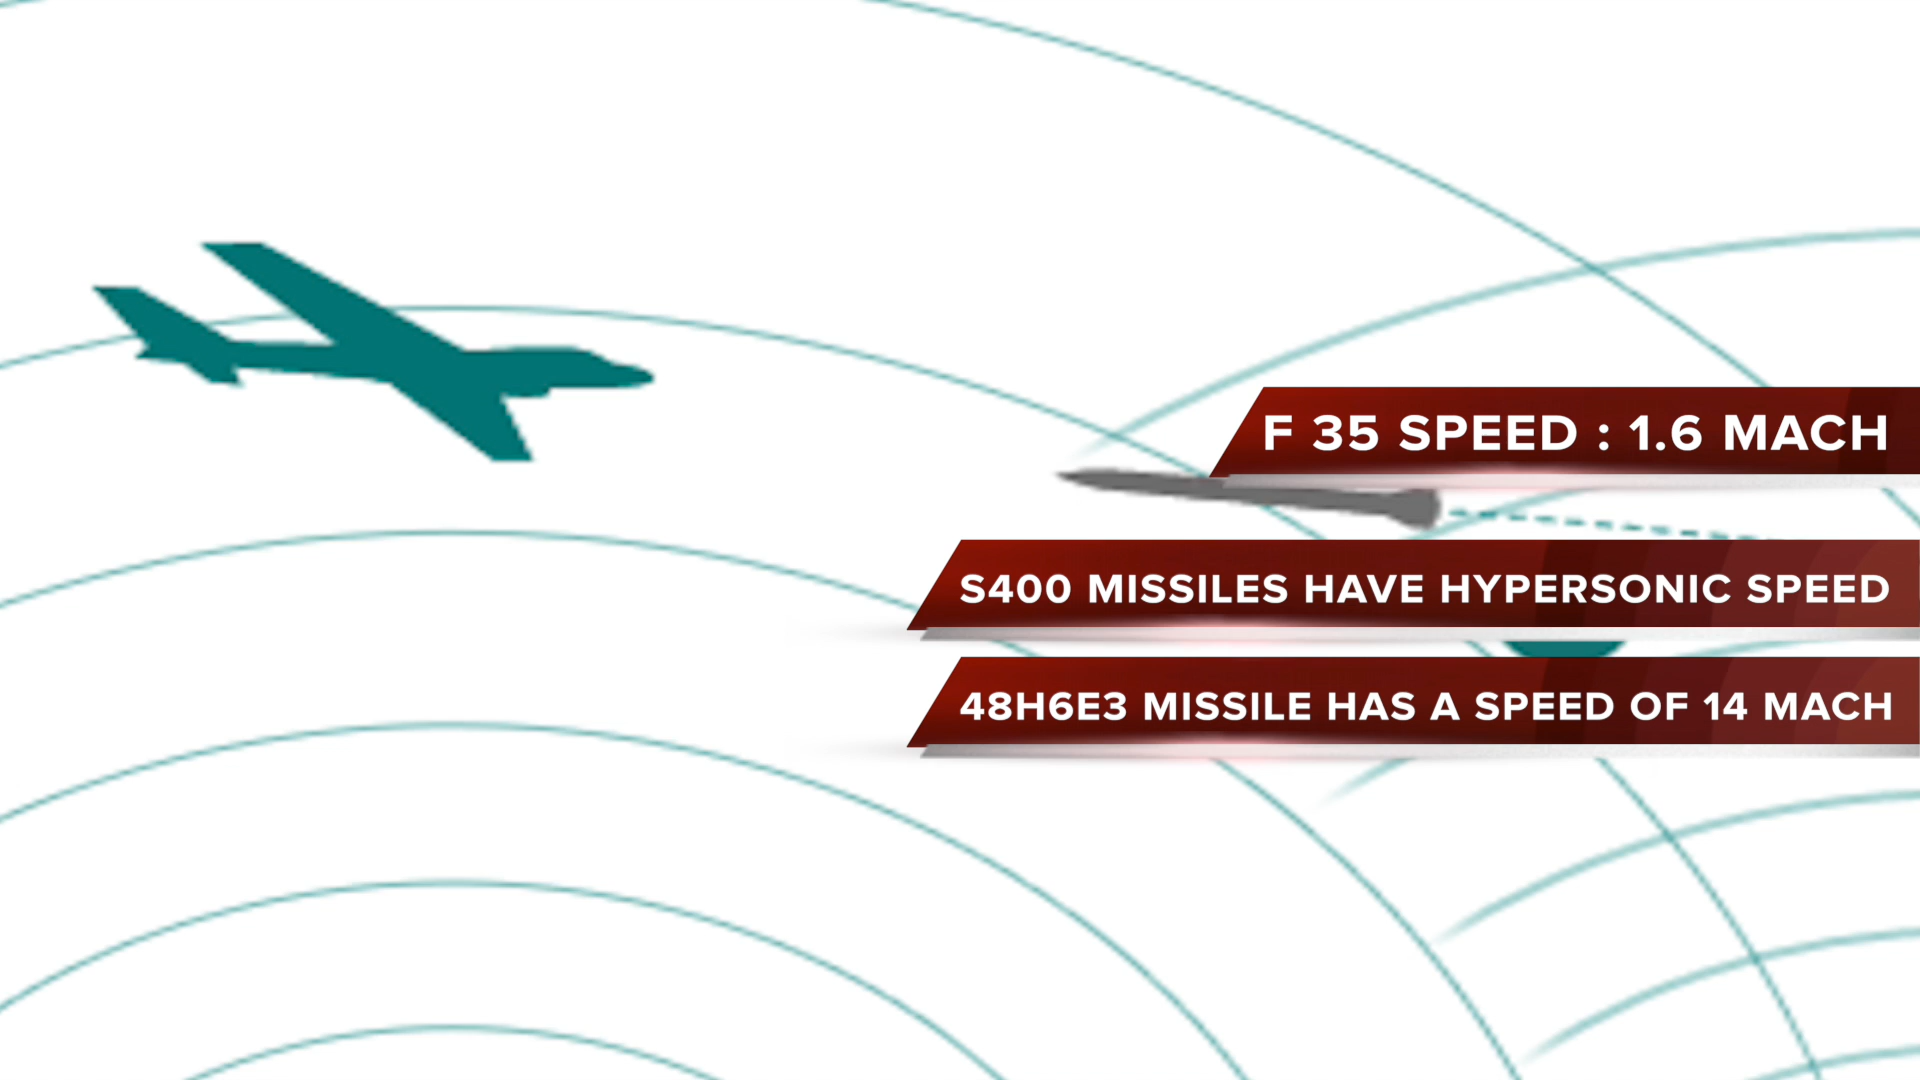 F 35 SPEED : 1.6 MACH
S400 MISSILES HAVE HYPERSONIC SPEED
48H6E3 MISSILE HAS A SPEED OF 14 MACH